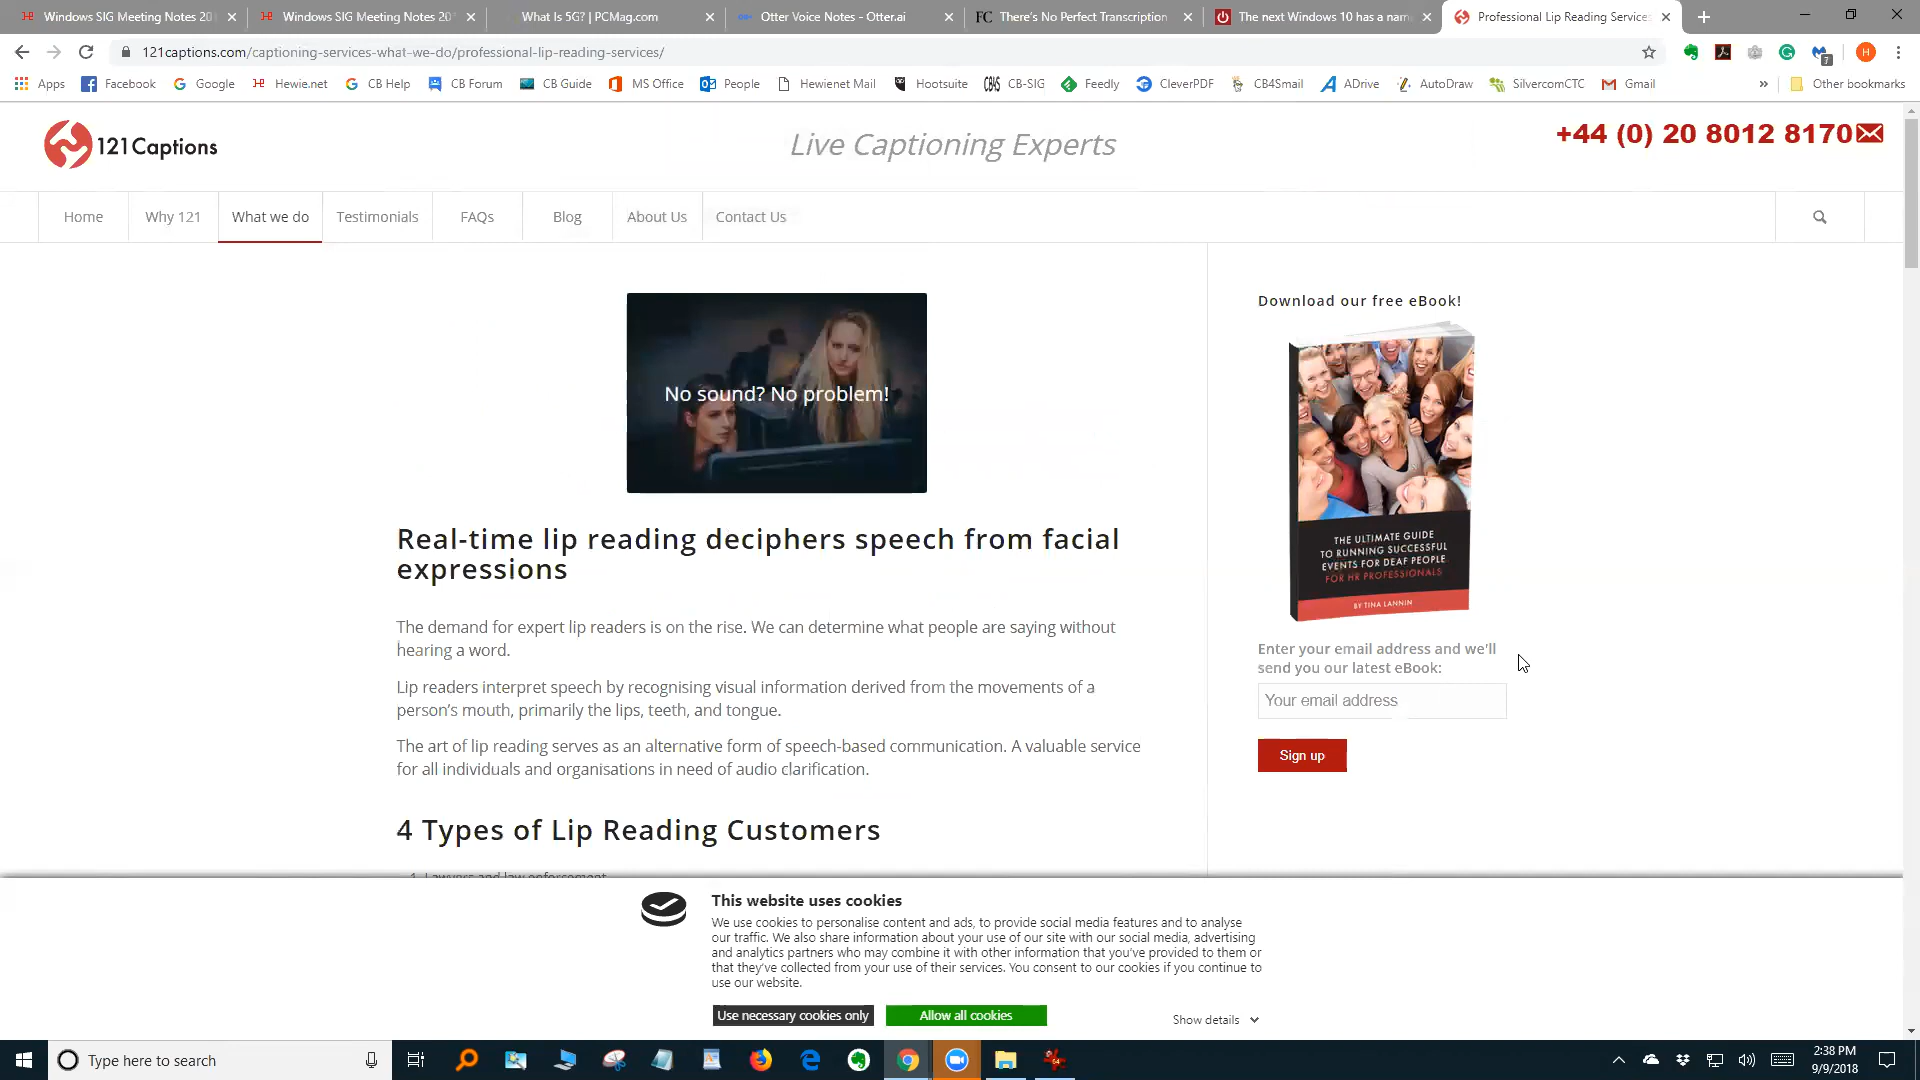 Windows SIG Meeting Notes 20
Windows SIG Meeting Notes 20
What Is 5G? | PCMag.com
Otter Voice Notes - Otter.ai
FC There's No Perfect Transcription
The next Windows 10 has a nam
Professional Lip Reading Services
121captions.com/captioning-services-what-we-do/professional-lip-reading-services/
7
H
Apps
Facebook
Google
Hewie.net
CB Help
CB Forum
CB Guide
MS Office
People
Hewienet Mail
Hootsuite
CB-SIG
Feedly
CleverPDF
CB4Smail
ADrive
AutoDraw
SilvercomCTC
Gmail
»
Other bookmarks
121Captions
Live Captioning Experts
+44 (0) 20 8012 8170
Home
Why 121
What we do
Testimonials
FAQs
Blog
About Us
Contact Us
No sound? No problem!
Real-time lip reading deciphers speech from facial
expressions
The demand for expert lip readers is on the rise. We can determine what people are saying without
hearing a word.
Lip readers interpret speech by recognising visual information derived from the movements of a
person's mouth, primarily the lips, teeth, and tongue.
The art of lip reading serves as an alternative form of speech-based communication. A valuable service
for all individuals and organisations in need of audio clarification.
4 Types of Lip Reading Customers
1. Lawyers and law enforcement
Download our free eBook!
THE ULTIMATE GUIDE
TO RUNNING SUCCESSFUL
EVENTS FOR DEAF PEOPLE
FOR HR PROFESSIONALS
BY TINA LANNIN
Enter your email address and we'll
send you our latest eBook:
Your email address
Sign up
This website uses cookies
We use cookies to personalise content and ads, to provide social media features and to analyse
our traffic. We also share information about your use of our site with our social media, advertising
and analytics partners who may combine it with other information that you've provided to them or
that they've collected from your use of their services. You consent to our cookies if you continue to
use our website.
Use necessary cookies only
Allow all cookies
Show details
Type here to search
2:38 PM
9/9/2018